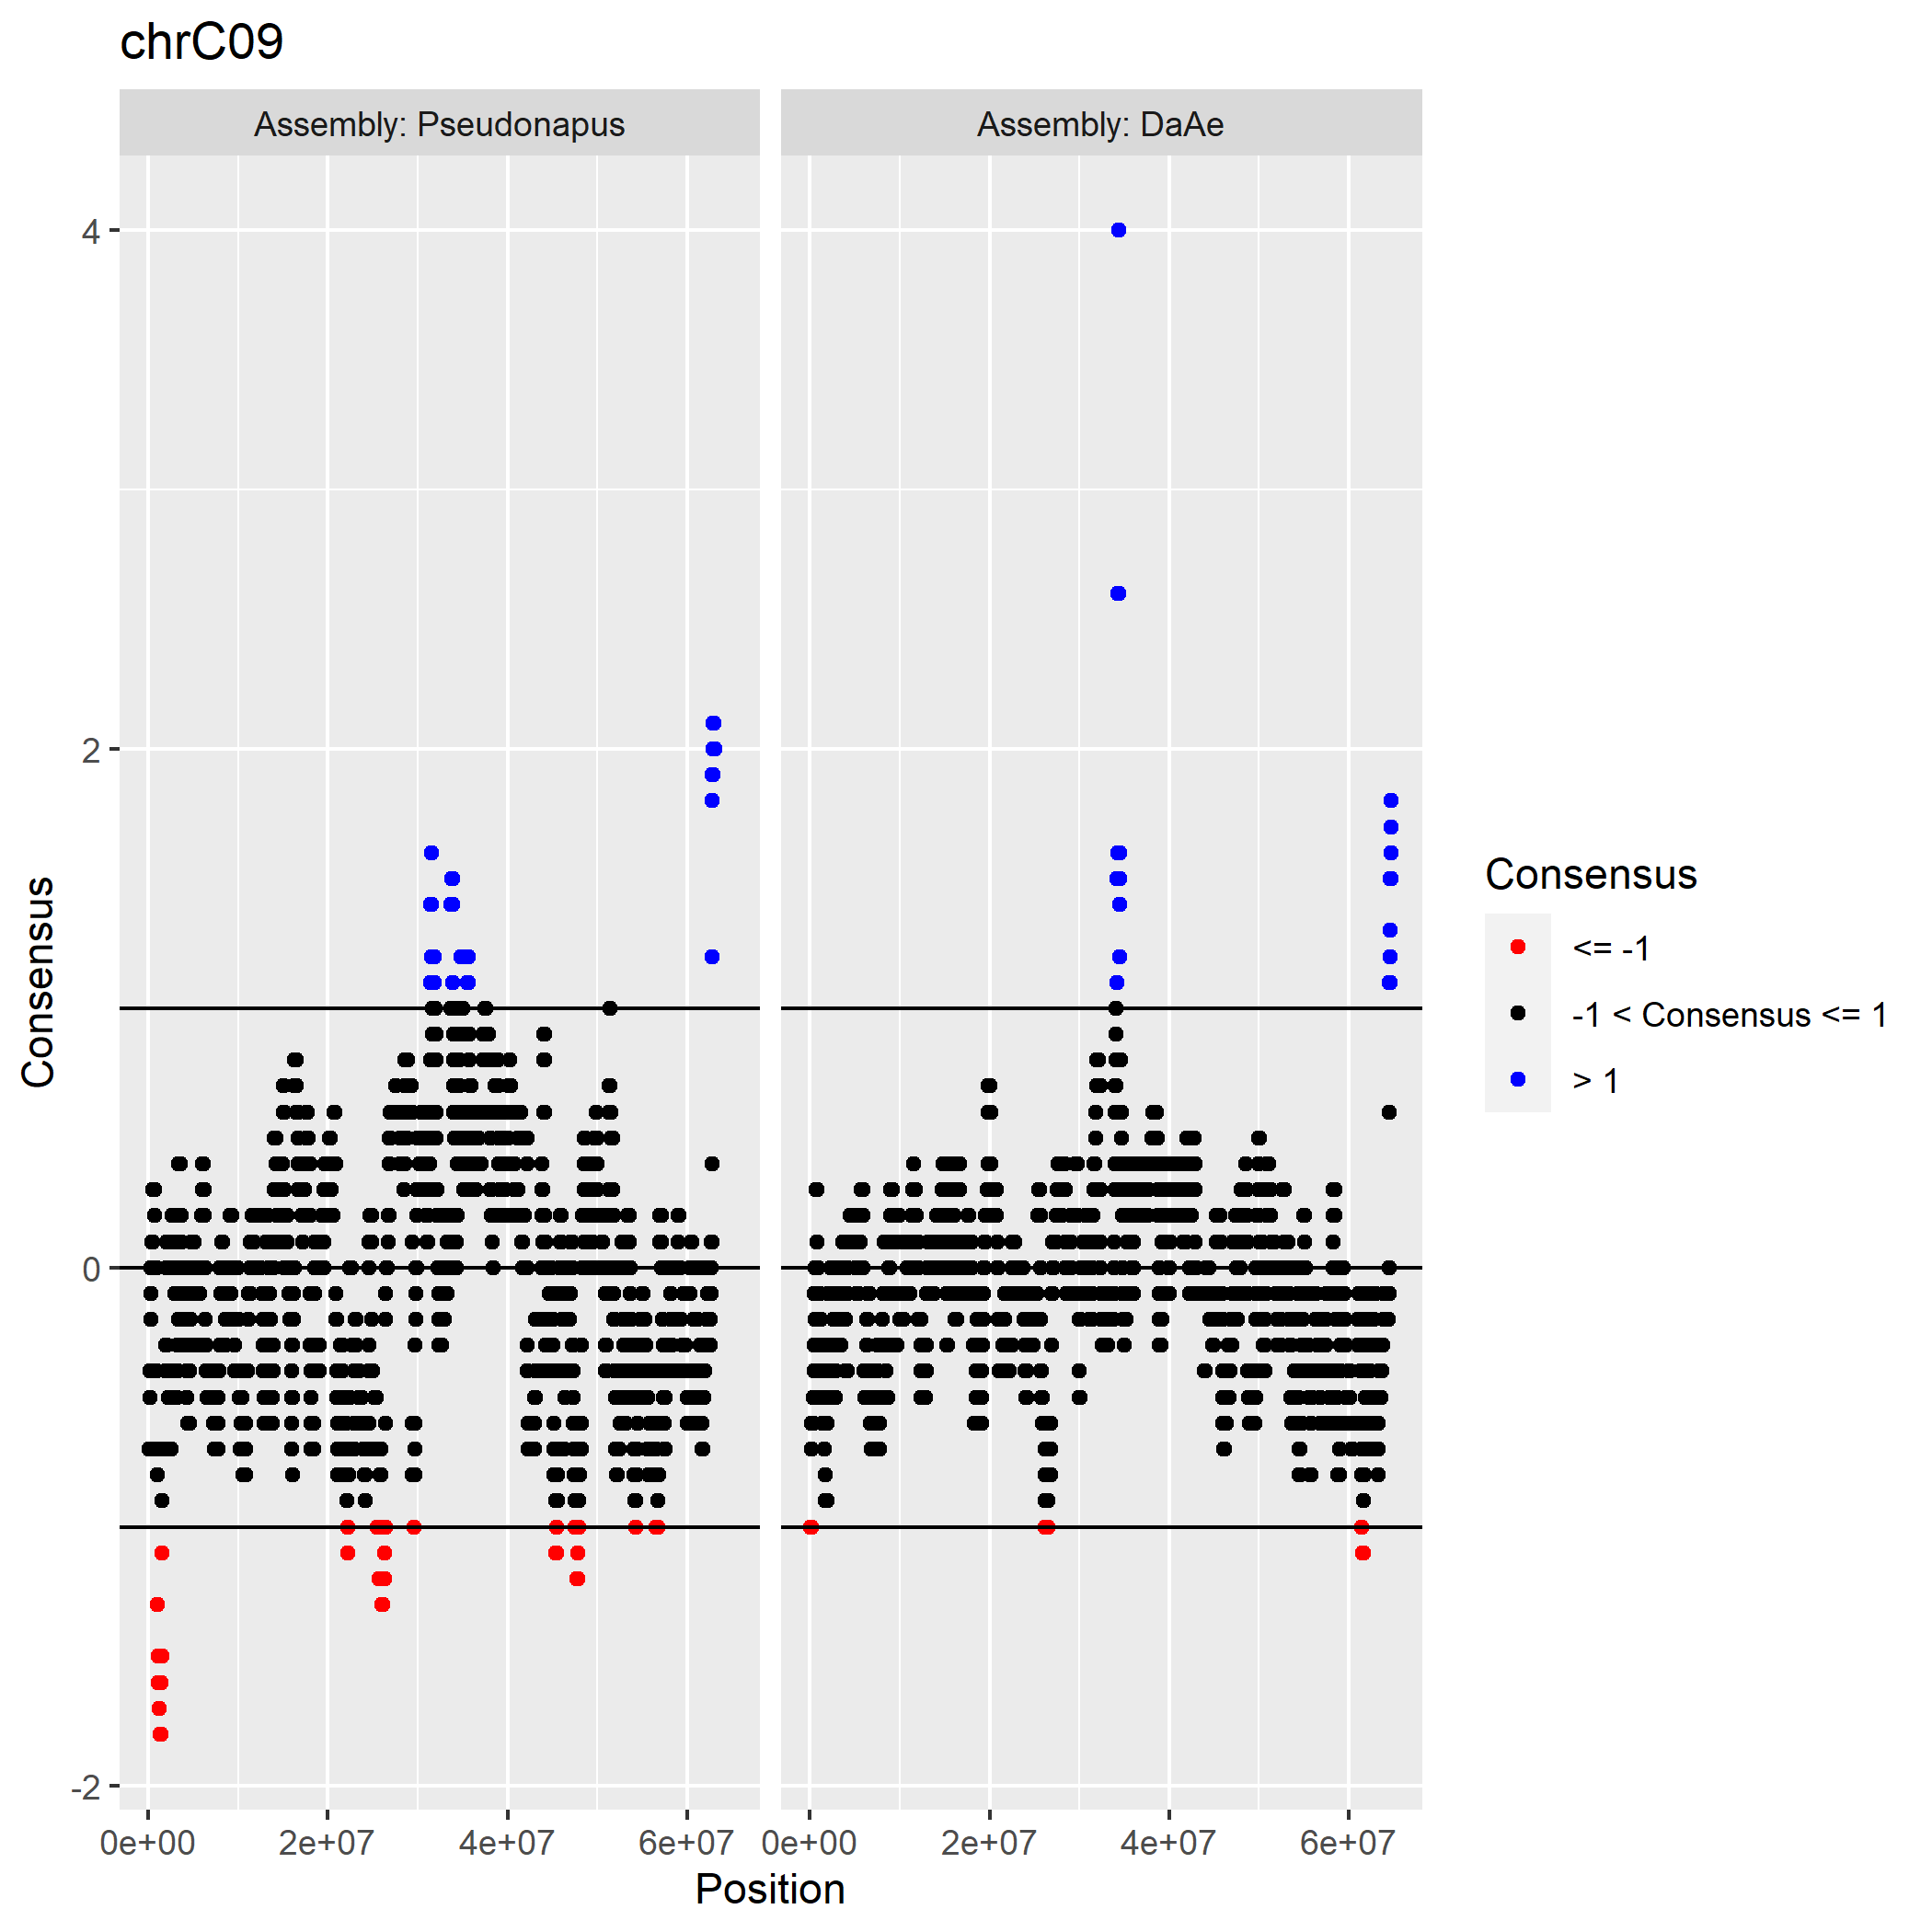 chrC09
Assembly: Pseudonapus
Assembly: DaAe
4
2
0
-2
Consensus
0e+00
2e+07
4e+07
6e+07
0e+00
2e+07
4e+07
6e+07
Position
Consensus
<= -1
-1 < Consensus <= 1
> 1